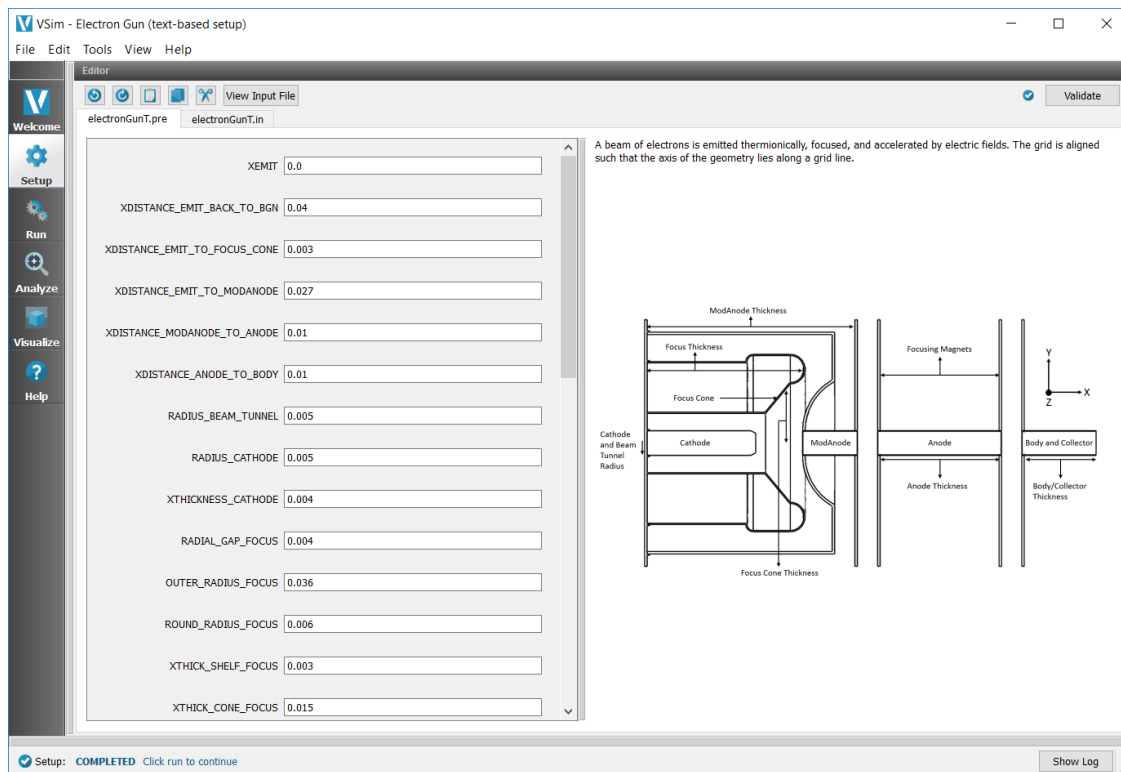 VSim - Electron Gun (text-based setup)
File Edit Tools View Help
Editor
Welcome
Setup
Run
Analyze
Visualize
Help
View Input File
Validate
electronGunT.pre
electronGunT.in
XEMIT 0.0
XDISTANCE_EMIT_BACK_TO_BGN 0.04
XDISTANCE_EMIT_TO_FOCUS_CONE 0.003
XDISTANCE_EMIT_TO_MODANODE 0.027
XDISTANCE_MODANODE_TO_ANODE 0.01
XDISTANCE_ANODE_TO_BODY 0.01
RADIUS_BEAM_TUNNEL 0.005
RADIUS_CATHODE 0.005
XTHICKNESS_CATHODE 0.004
RADIAL_GAP_FOCUS 0.004
OUTER_RADIUS_FOCUS 0.036
ROUND_RADIUS_FOCUS 0.006
XTHICK_SHELF_FOCUS 0.003
XTHICK_CONE_FOCUS 0.015
A beam of electrons is emitted thermionically, focused, and accelerated by electric fields. The grid is aligned
such that the axis of the geometry lies along a grid line.
ModAnode Thickness
Focus Thickness
Focusing Magnets
Y
X
Z
Focus Cone
Cathode
and Beam
Tunnel
Radius
Cathode
ModAnode
Anode
Body and Collector
Anode Thickness
Body/Collector
Thickness
Focus Cone Thickness
Setup: COMPLETED Click run to continue
Show Log